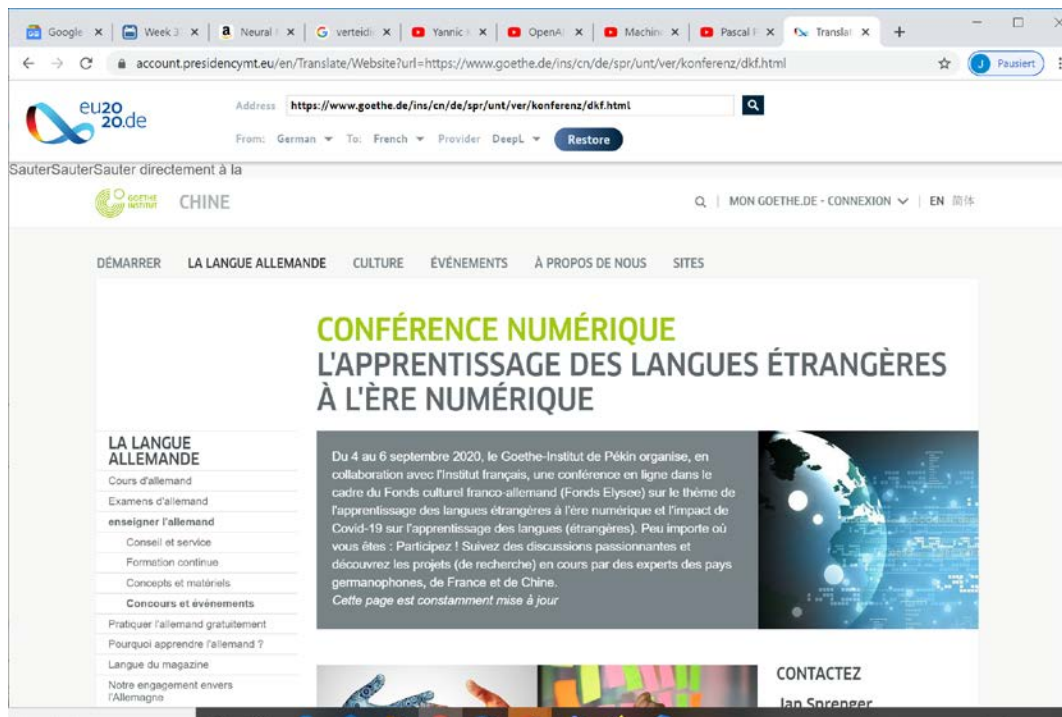 Google
Week 3
Neural
verteidi
Yannic
OpenA
Machin
Pascal F
Translat
account.presidencymt.eu/en/Translate/Website?url=https://www.goethe.de/ins/cn/de/spr/unt/ver/konferenz/dkf.html
J Pausiert
eu20
20.de
Address https://www.goethe.de/ins/cn/de/spr/unt/ver/konferenz/dkf.html
From: German To: French Provider DeepL Restore
SauterSauterSauter directement à la
GOETHE
INSTITUT
CHINE
MON GOETHE.DE - CONNEXION | EN 简体
DÉMARRER LA LANGUE ALLEMANDE CULTURE ÉVÉNEMENTS À PROPOS DE NOUS SITES
CONFÉRENCE NUMÉRIQUE
L'APPRENTISSAGE DES LANGUES ÉTRANGÈRES
À L'ÈRE NUMÉRIQUE
LA LANGUE
ALLEMANDE
Cours d'allemand
Examens d'allemand
enseigner l'allemand
Conseil et service
Formation continue
Concepts et matériels
Concours et événements
Pratiquer l'allemand gratuitement
Pourquoi apprendre l'allemand ?
Langue du magazine
Notre engagement envers
l'Allemagne
Du 4 au 6 septembre 2020, le Goethe-Institut de Pékin organise, en
collaboration avec l'Institut français, une conférence en ligne dans le
cadre du Fonds culturel franco-allemand (Fonds Elysee) sur le thème de
l'apprentissage des langues étrangères à l'ère numérique et l'impact de
Covid-19 sur l'apprentissage des langues (étrangères). Peu importe où
vous êtes : Participez ! Suivez des discussions passionnantes et
découvrez les projets (de recherche) en cours par des experts des pays
germanophones, de France et de Chine.
Cette page est constamment mise à jour
CONTACTEZ
Jan Sprenger